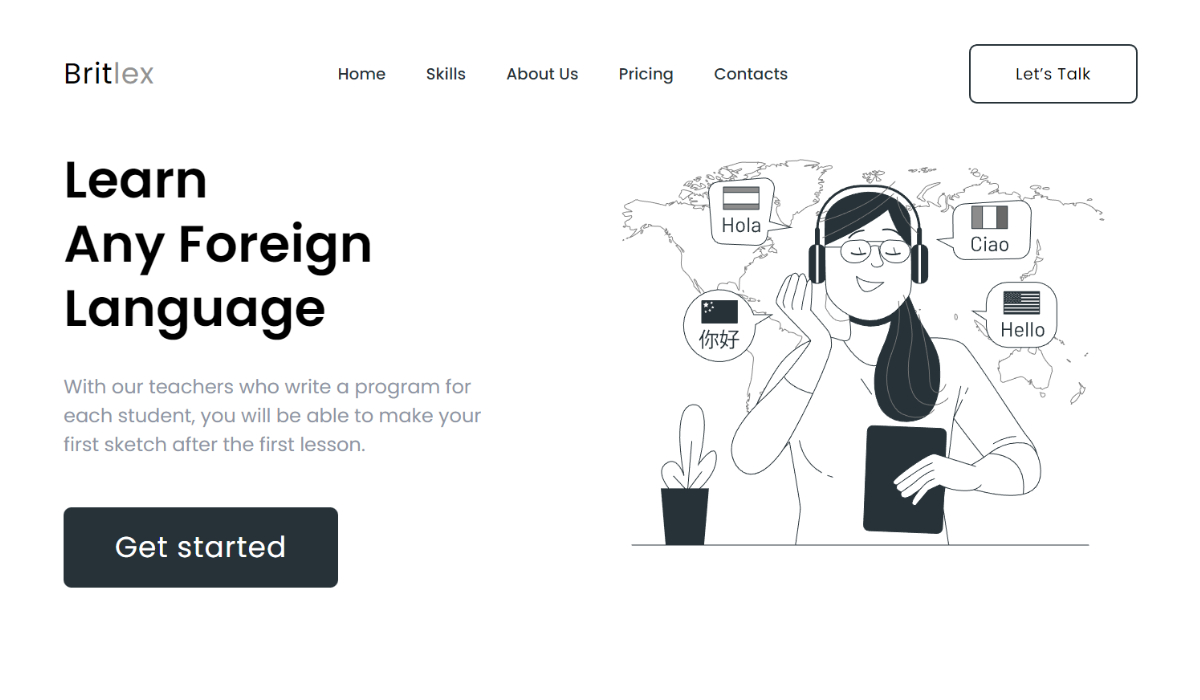 Britlex
Home
Skills
About Us
Pricing
Contacts
Let’s Talk
Learn
Any Foreign
Language
With our teachers who write a program for
each student, you will be able to make your
first sketch after the first lesson.
Get started
Hola
Ciao
你好
Hello